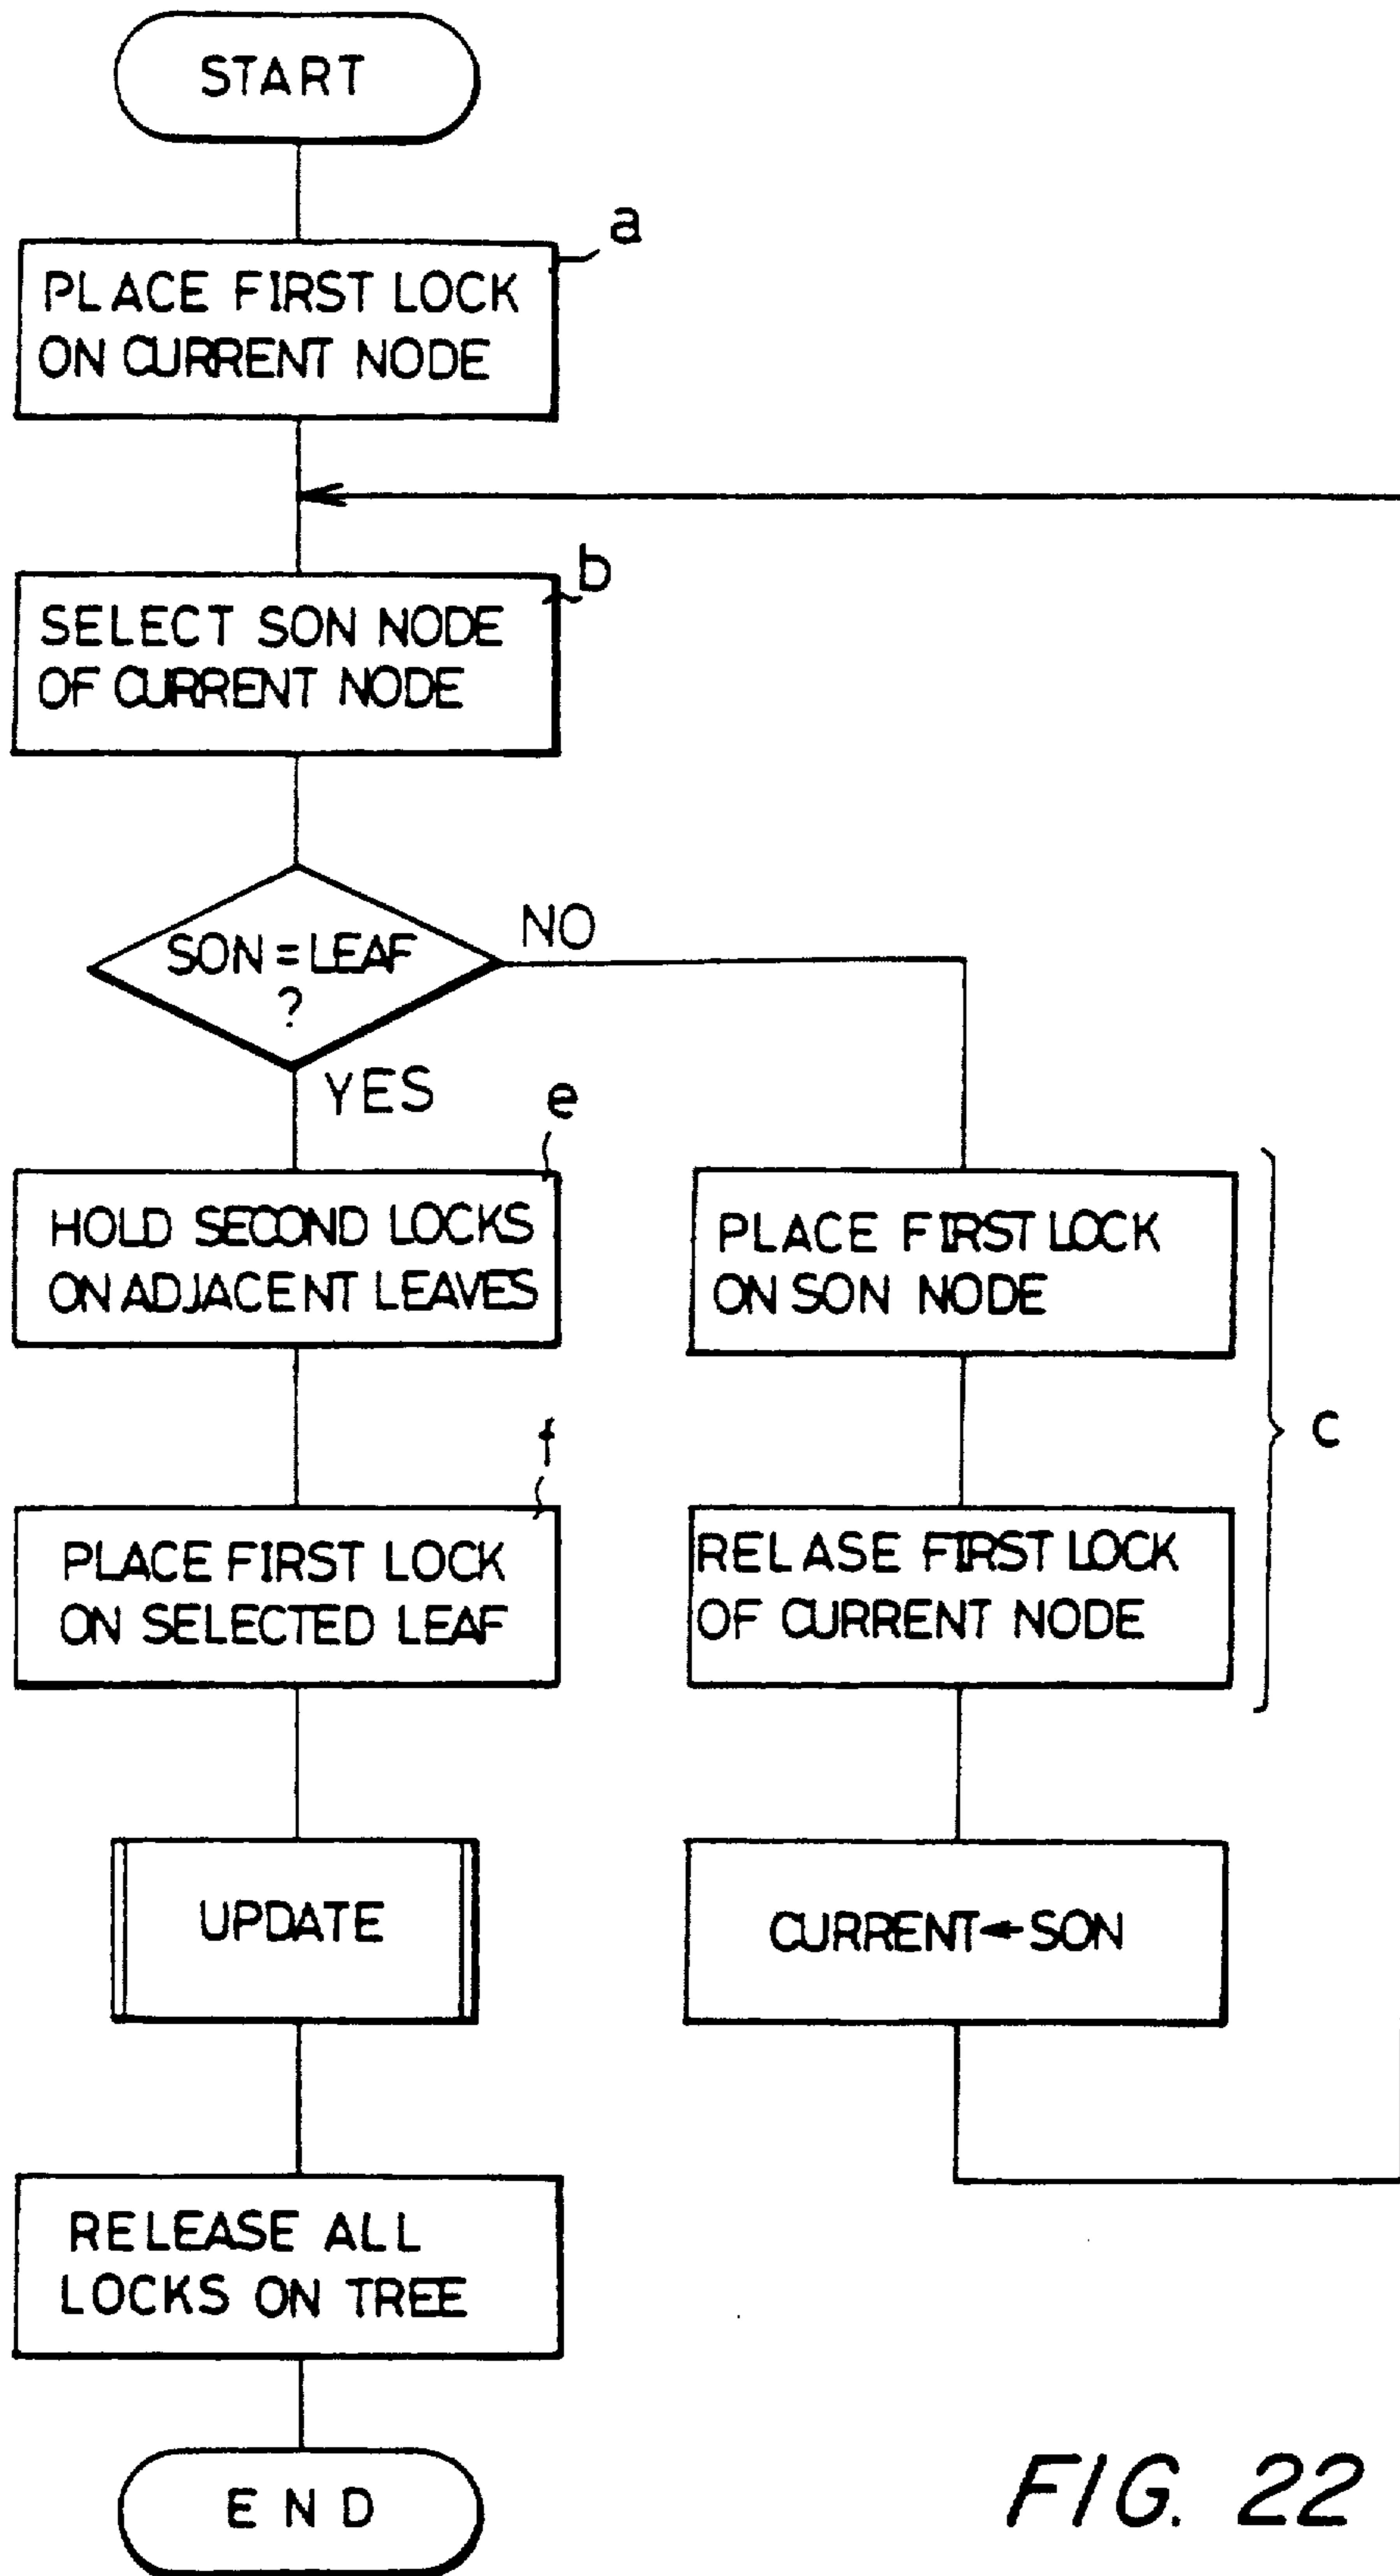 START
a
PLACE FIRST LOCK
ON CURRENT NODE
b
SELECT SON NODE
OF CURRENT NODE
SON = LEAF
?
NO
YES
e
HOLD SECOND LOCKS
ON ADJACENT LEAVES
PLACE FIRST LOCK
ON SON NODE
c
f
PLACE FIRST LOCK
ON SELECTED LEAF
RELASE FIRST LOCK
OF CURRENT NODE
UPDATE
CURRENT ← SON
RELEASE ALL
LOCKS ON TREE
END
FIG. 22